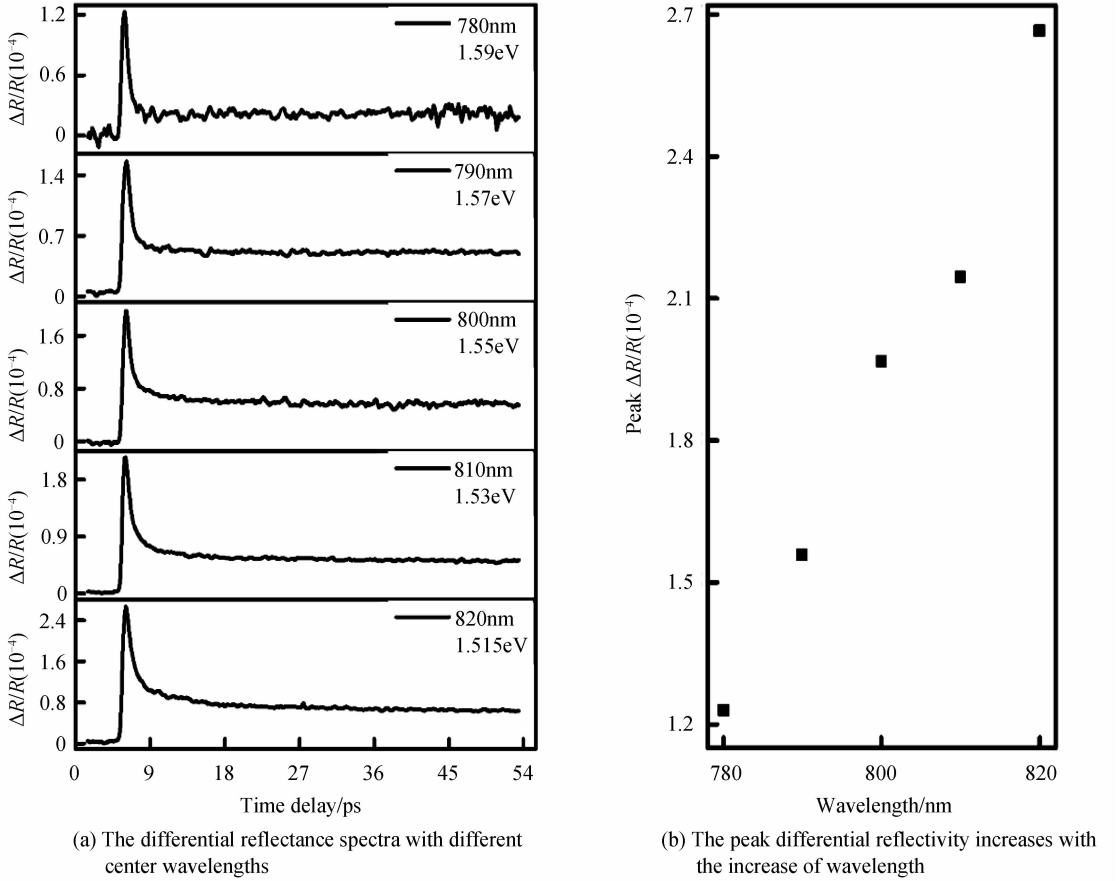 1.2
0.6
0
ΔR/R(10⁻⁴)
780nm
1.59eV
1.4
0.7
0
ΔR/R(10⁻⁴)
790nm
1.57eV
1.6
0.8
0
ΔR/R(10⁻⁴)
800nm
1.55eV
1.8
0.9
0
ΔR/R(10⁻⁴)
810nm
1.53eV
2.4
1.6
0.8
0
ΔR/R(10⁻⁴)
820nm
1.515eV
0 9 18 27 36 45 54
Time delay/ps
(a) The differential reflectance spectra with different
center wavelengths
2.7
2.4
2.1
1.8
1.5
1.2
Peak ΔR/R(10⁻⁴)
780 800 820
Wavelength/nm
(b) The peak differential reflectivity increases with
the increase of wavelength